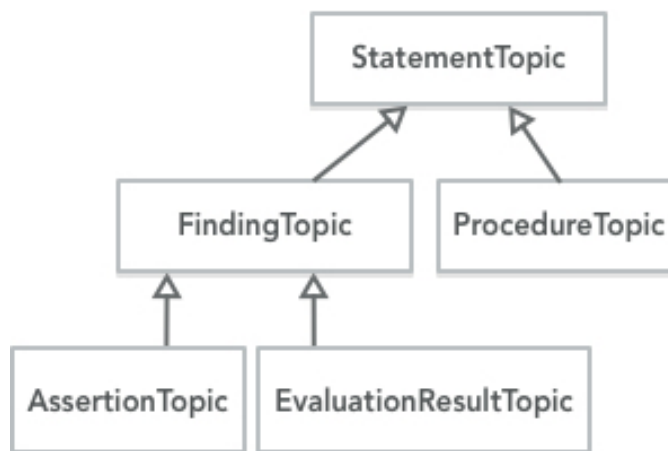 StatementTopic
FindingTopic
ProcedureTopic
AssertionTopic
EvaluationResultTopic